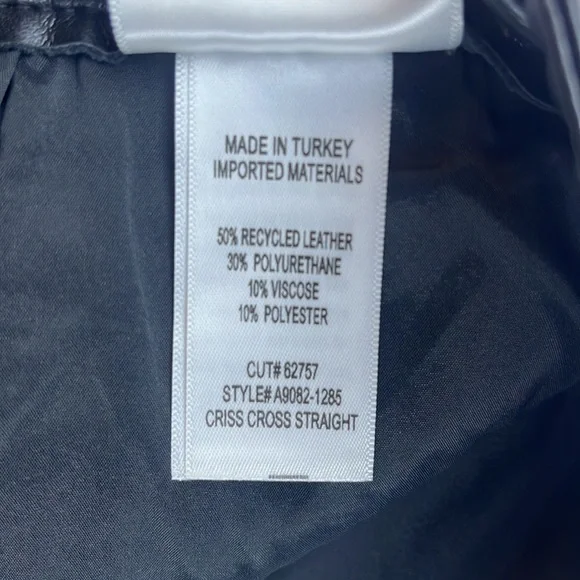 MADE IN TURKEY
IMPORTED MATERIALS
50% RECYCLED LEATHER
30% POLYURETHANE
10% VISCOSE
10% POLYESTER
CUT# 62757
STYLE# A9082-1285
CRISS CROSS STRAIGHT